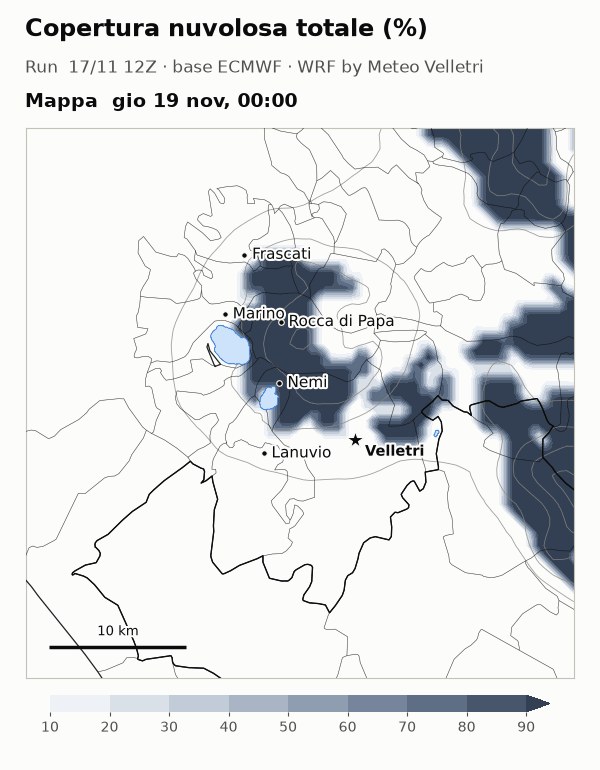 Copertura nuvolosa totale (%)
Run  17/11 12Z · base ECMWF · WRF by Meteo Velletri
Mappa  gio 19 nov, 00:00
Frascati
Marino
Rocca di Papa
Nemi
Velletri
Lanuvio
10 km
10 20 30 40 50 60 70 80 90